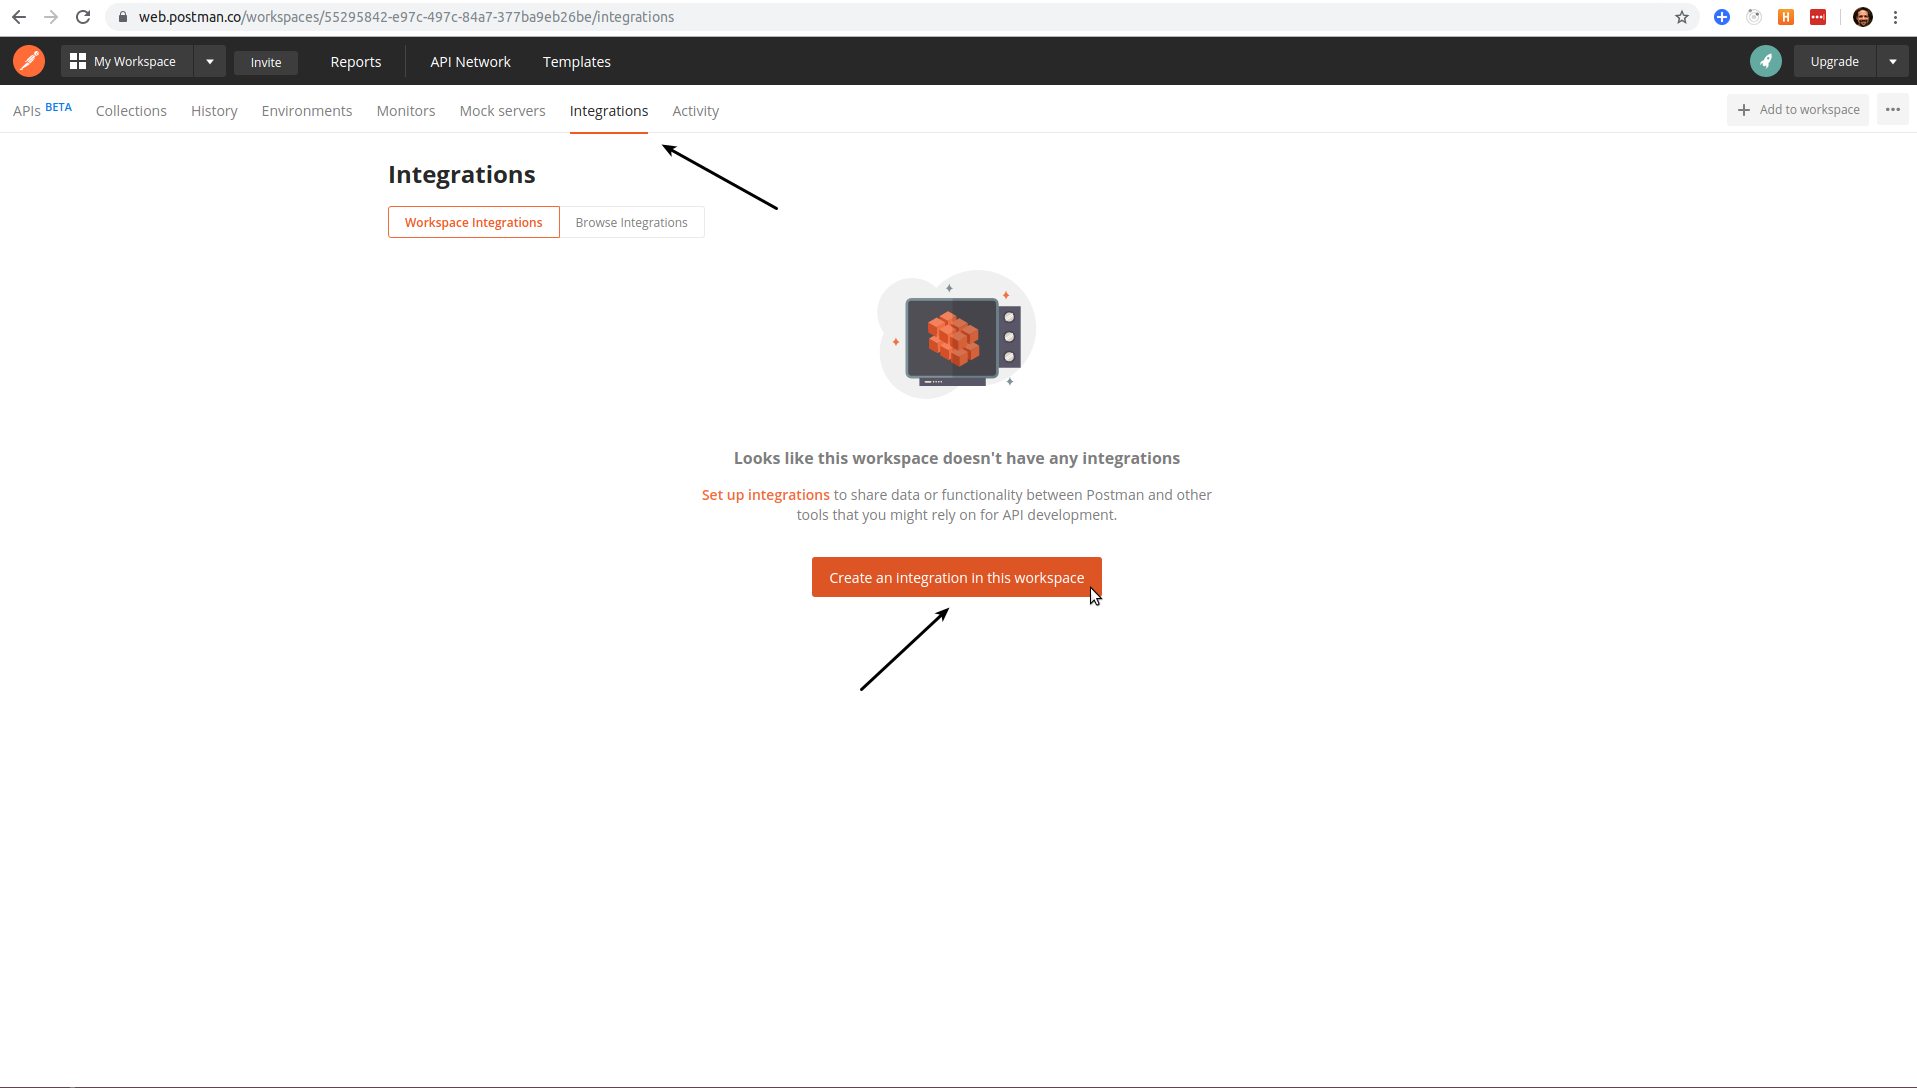 web.postman.co/workspaces/55295842-e97c-497c-84a7-377ba9eb26be/integrations
H
My Workspace
Invite
Reports
API Network
Templates
Upgrade
APIs BETA
Collections
History
Environments
Monitors
Mock servers
Integrations
Activity
Add to workspace
Integrations
Workspace Integrations
Browse Integrations
Looks like this workspace doesn't have any integrations
Set up integrations to share data or functionality between Postman and other
tools that you might rely on for API development.
Create an integration in this workspace